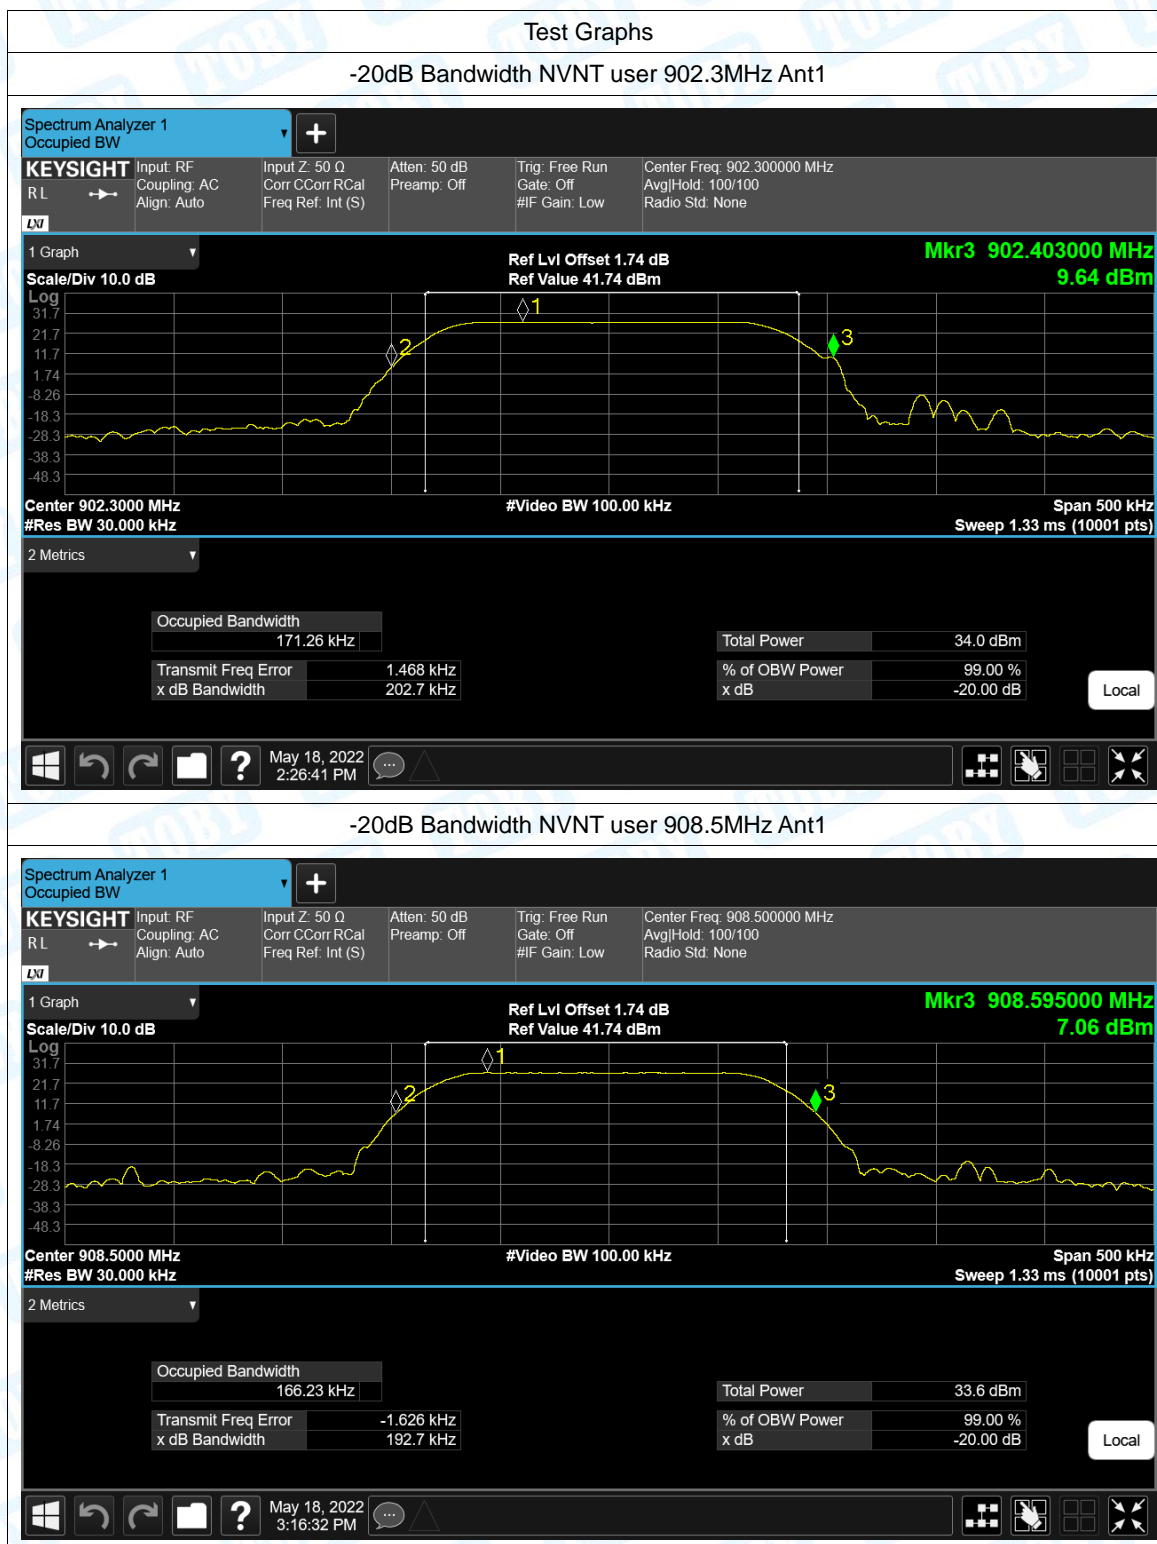 Test Graphs
-20dB Bandwidth NVNT user 902.3MHz Ant1
Spectrum Analyzer 1
Occupied BW
KEYSIGHT Input: RF Input Z: 50 Ω Atten: 50 dB Trig: Free Run Center Freq: 902.300000 MHz
R L Coupling: AC Corr CCorr RCal Preamp: Off Gate: Off Avg|Hold: 100/100
Align: Auto Freq Ref: Int (S) #IF Gain: Low Radio Std: None
LXI
1 Graph Ref Lvl Offset 1.74 dB Mkr3 902.403000 MHz
Scale/Div 10.0 dB Ref Value 41.74 dBm 9.64 dBm
Log
31.7
21.7
11.7
1.74
-8.26
-18.3
-28.3
-38.3
-48.3
1
2
3
Center 902.3000 MHz #Video BW 100.00 kHz Span 500 kHz
#Res BW 30.000 kHz Sweep 1.33 ms (10001 pts)
2 Metrics
Occupied Bandwidth
171.26 kHz Total Power 34.0 dBm
Transmit Freq Error 1.468 kHz % of OBW Power 99.00 %
x dB Bandwidth 202.7 kHz x dB -20.00 dB Local
May 18, 2022
2:26:41 PM
-20dB Bandwidth NVNT user 908.5MHz Ant1
Spectrum Analyzer 1
Occupied BW
KEYSIGHT Input: RF Input Z: 50 Ω Atten: 50 dB Trig: Free Run Center Freq: 908.500000 MHz
R L Coupling: AC Corr CCorr RCal Preamp: Off Gate: Off Avg|Hold: 100/100
Align: Auto Freq Ref: Int (S) #IF Gain: Low Radio Std: None
LXI
1 Graph Ref Lvl Offset 1.74 dB Mkr3 908.595000 MHz
Scale/Div 10.0 dB Ref Value 41.74 dBm 7.06 dBm
Log
31.7
21.7
11.7
1.74
-8.26
-18.3
-28.3
-38.3
-48.3
1
2
3
Center 908.5000 MHz #Video BW 100.00 kHz Span 500 kHz
#Res BW 30.000 kHz Sweep 1.33 ms (10001 pts)
2 Metrics
Occupied Bandwidth
166.23 kHz Total Power 33.6 dBm
Transmit Freq Error -1.626 kHz % of OBW Power 99.00 %
x dB Bandwidth 192.7 kHz x dB -20.00 dB Local
May 18, 2022
3:16:32 PM